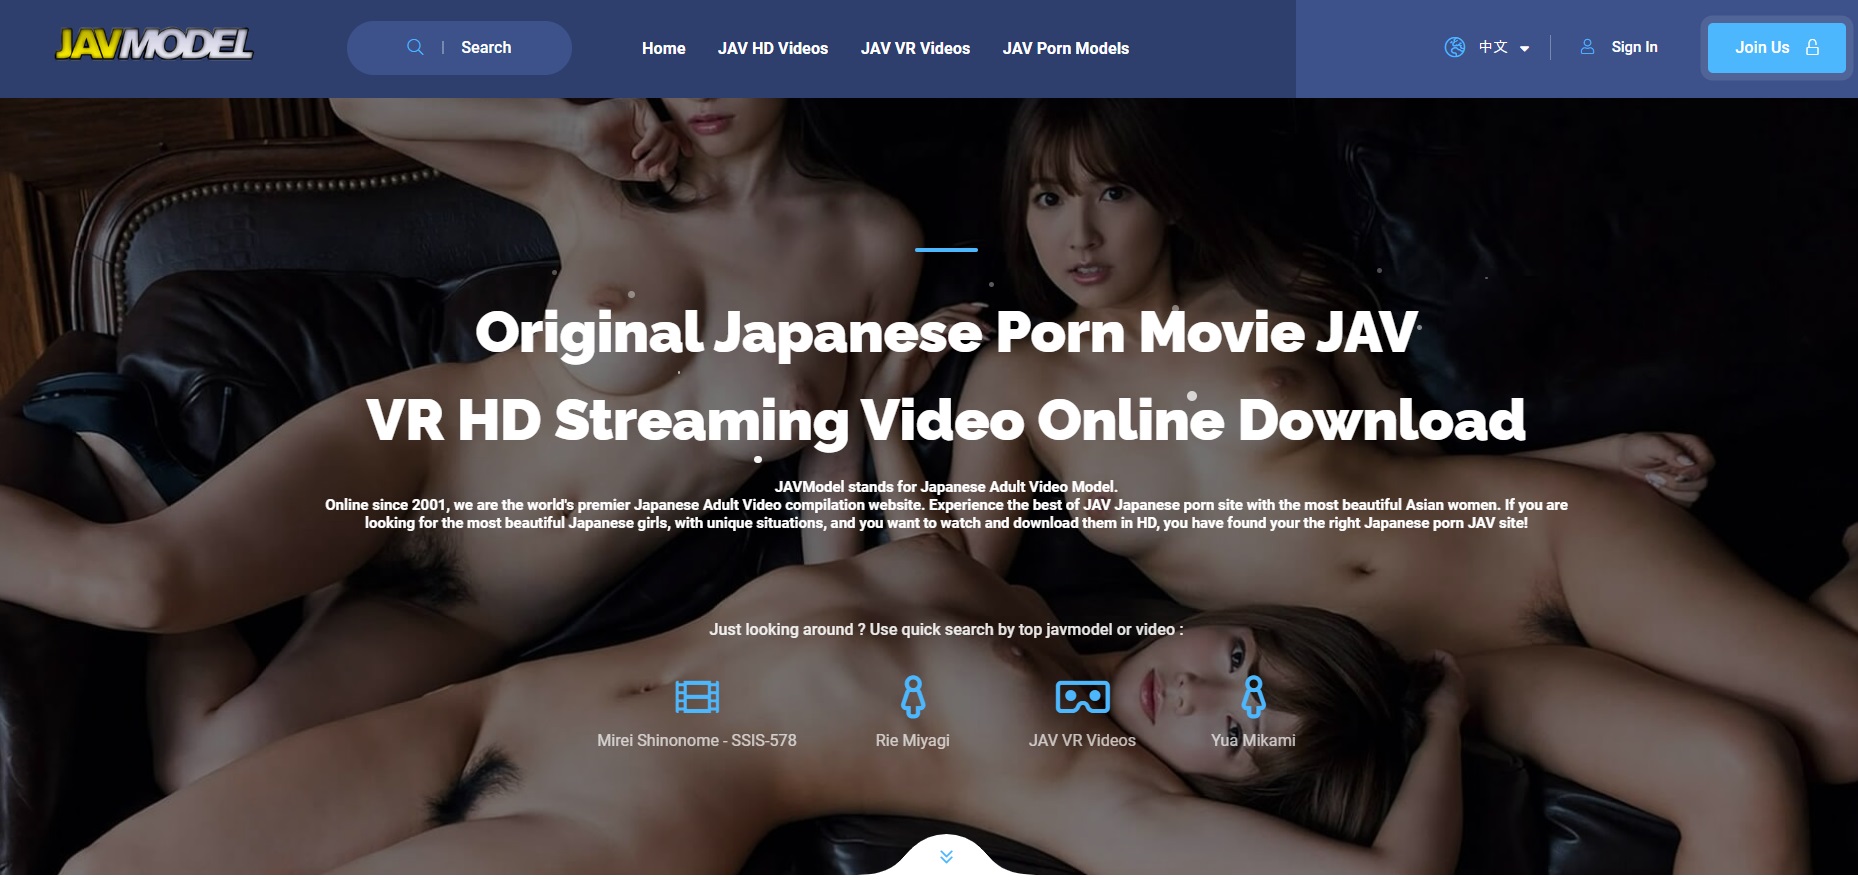 JAVMODEL
Search
Home
JAV HD Videos
JAV VR Videos
JAV Porn Models
中文
Sign In
Join Us
Original Japanese Porn Movie JAV
VR HD Streaming Video Online Download
JAVModel stands for Japanese Adult Video Model.
Online since 2001, we are the world's premier Japanese Adult Video compilation website. Experience the best of JAV Japanese porn site with the most beautiful Asian women. If you are
looking for the most beautiful Japanese girls, with unique situations, and you want to watch and download them in HD, you have found your the right Japanese porn JAV site!
Just looking around ? Use quick search by top javmodel or video :
Mirei Shinonome - SSIS-578
Rie Miyagi
JAV VR Videos
Yua Mikami